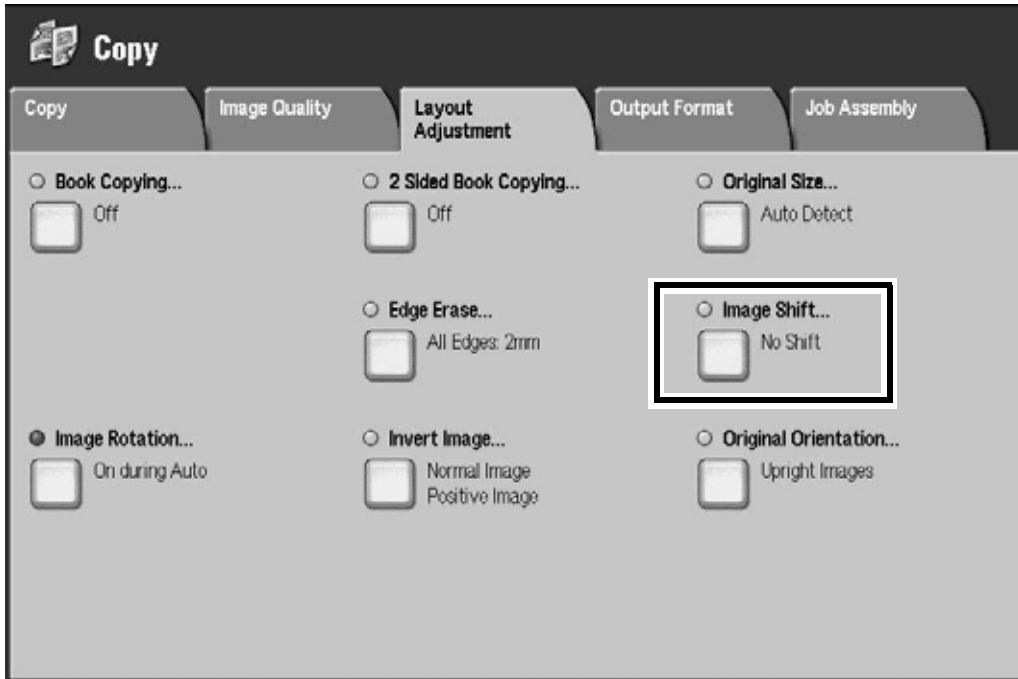 Copy
Copy
Image Quality
Layout
Adjustment
Output Format
Job Assembly
Book Copying...
Off
2 Sided Book Copying...
Off
Original Size...
Auto Detect
Edge Erase...
All Edges: 2mm
Image Shift...
No Shift
Image Rotation...
On during Auto
Invert Image...
Normal Image
Positive Image
Original Orientation...
Upright Images